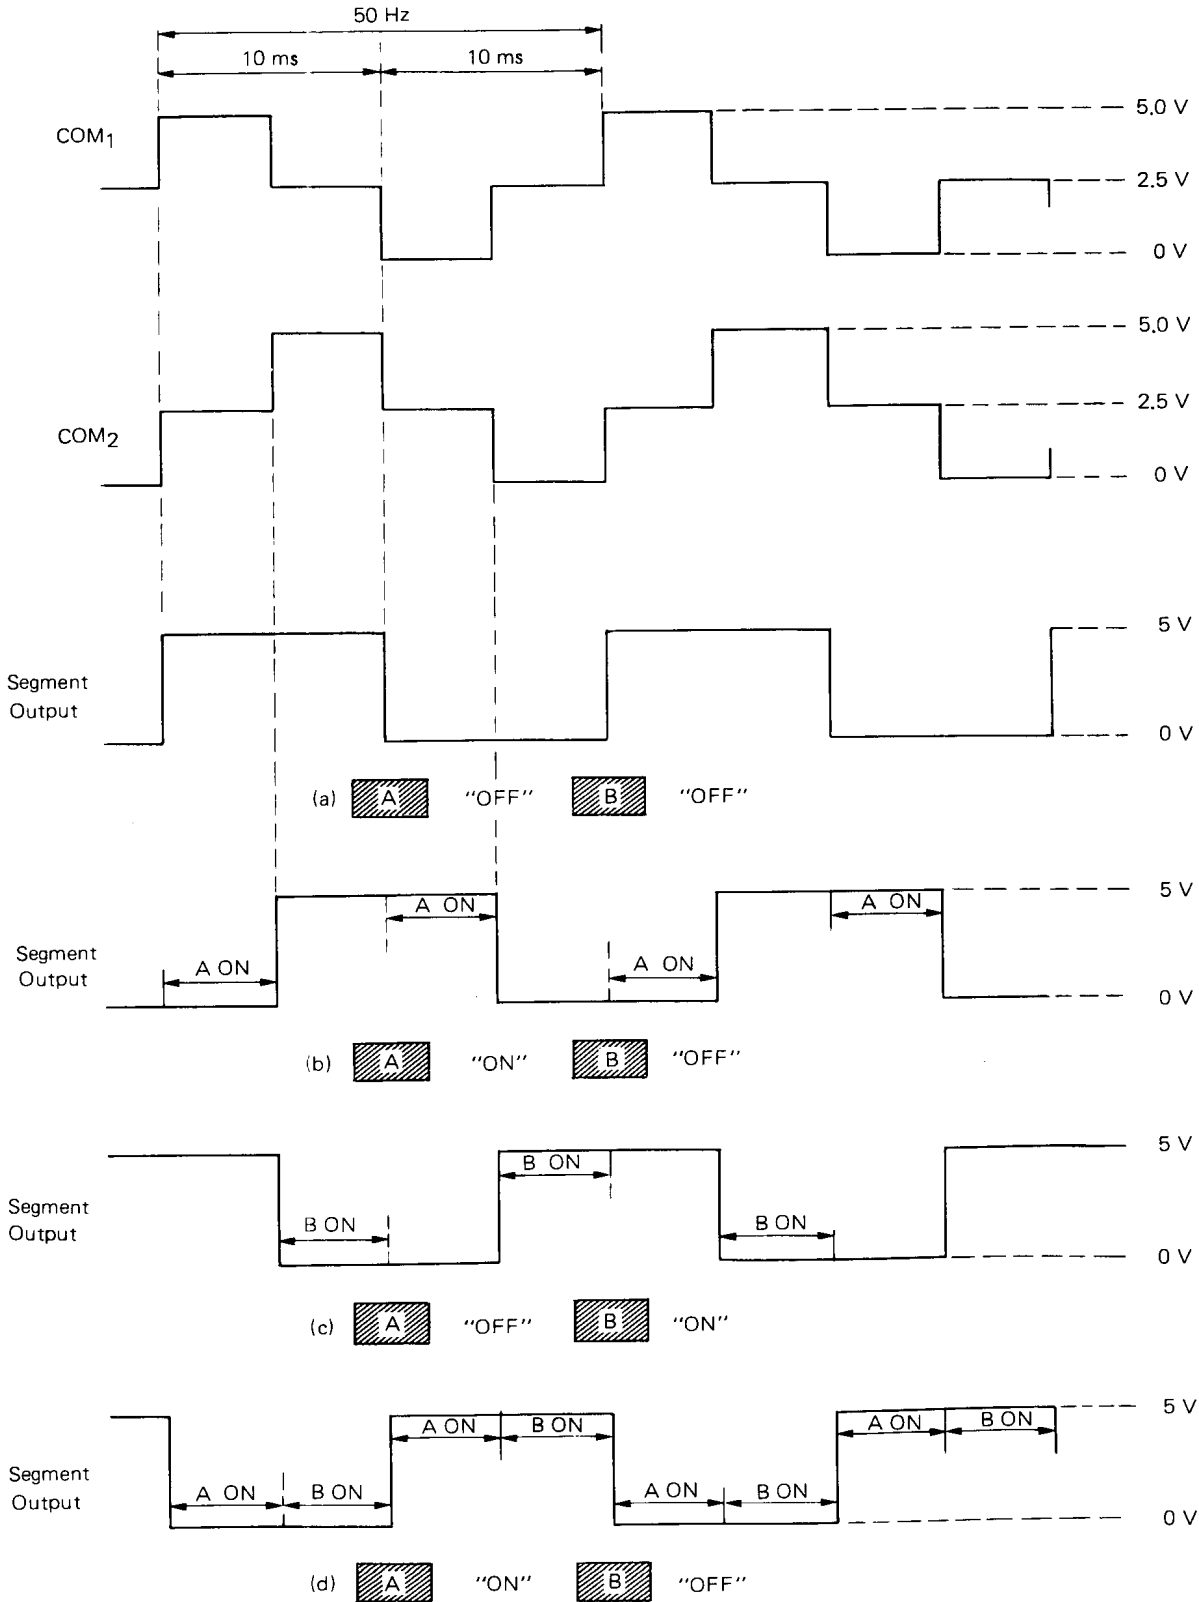 50 Hz
10 ms 10 ms
COM1
5.0 V
2.5 V
0 V
COM2
5.0 V
2.5 V
0 V
Segment
Output
5 V
0 V
(a) A "OFF" B "OFF"
Segment
Output
A ON
A ON
A ON
A ON
5 V
0 V
(b) A "ON" B "OFF"
Segment
Output
B ON
B ON
B ON
5 V
0 V
(c) A "OFF" B "ON"
Segment
Output
A ON B ON
A ON B ON
A ON B ON
A ON B ON
5 V
0 V
(d) A "ON" B "OFF"